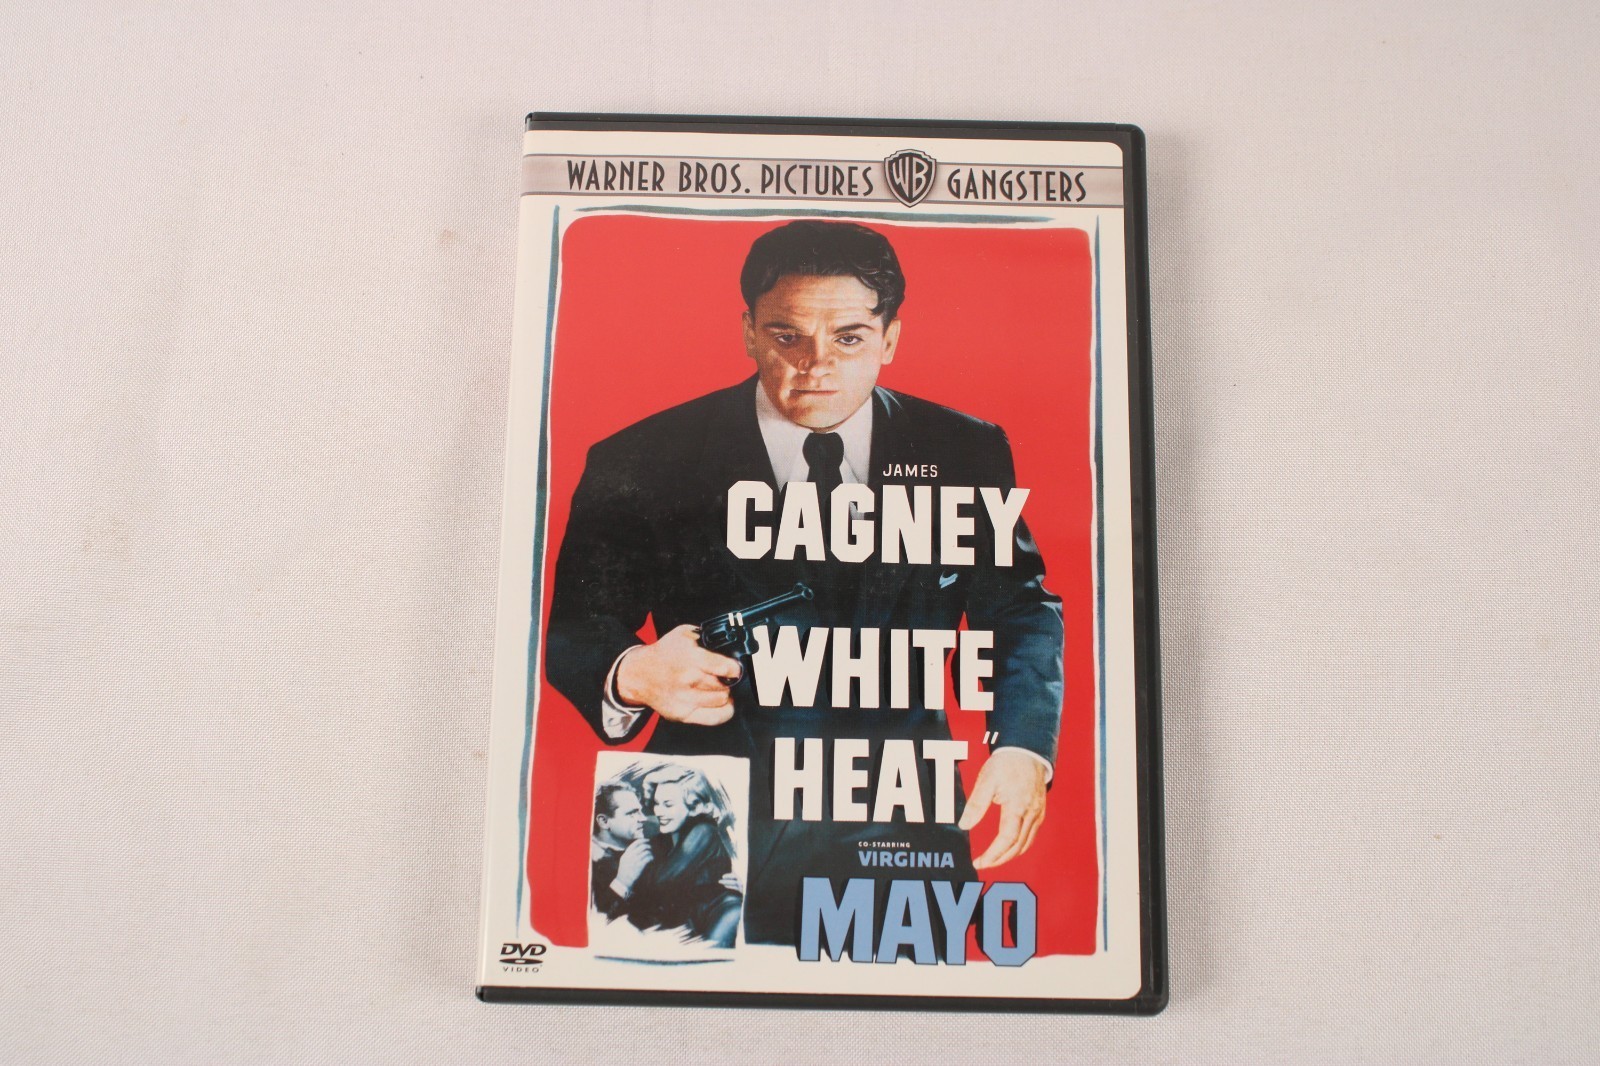 WARNER BROS. PICTURES WB GANGSTERS
JAMES
CAGNEY
"WHITE
HEAT"
CO-STARRING
VIRGINIA
MAYO
DVD
VIDEO